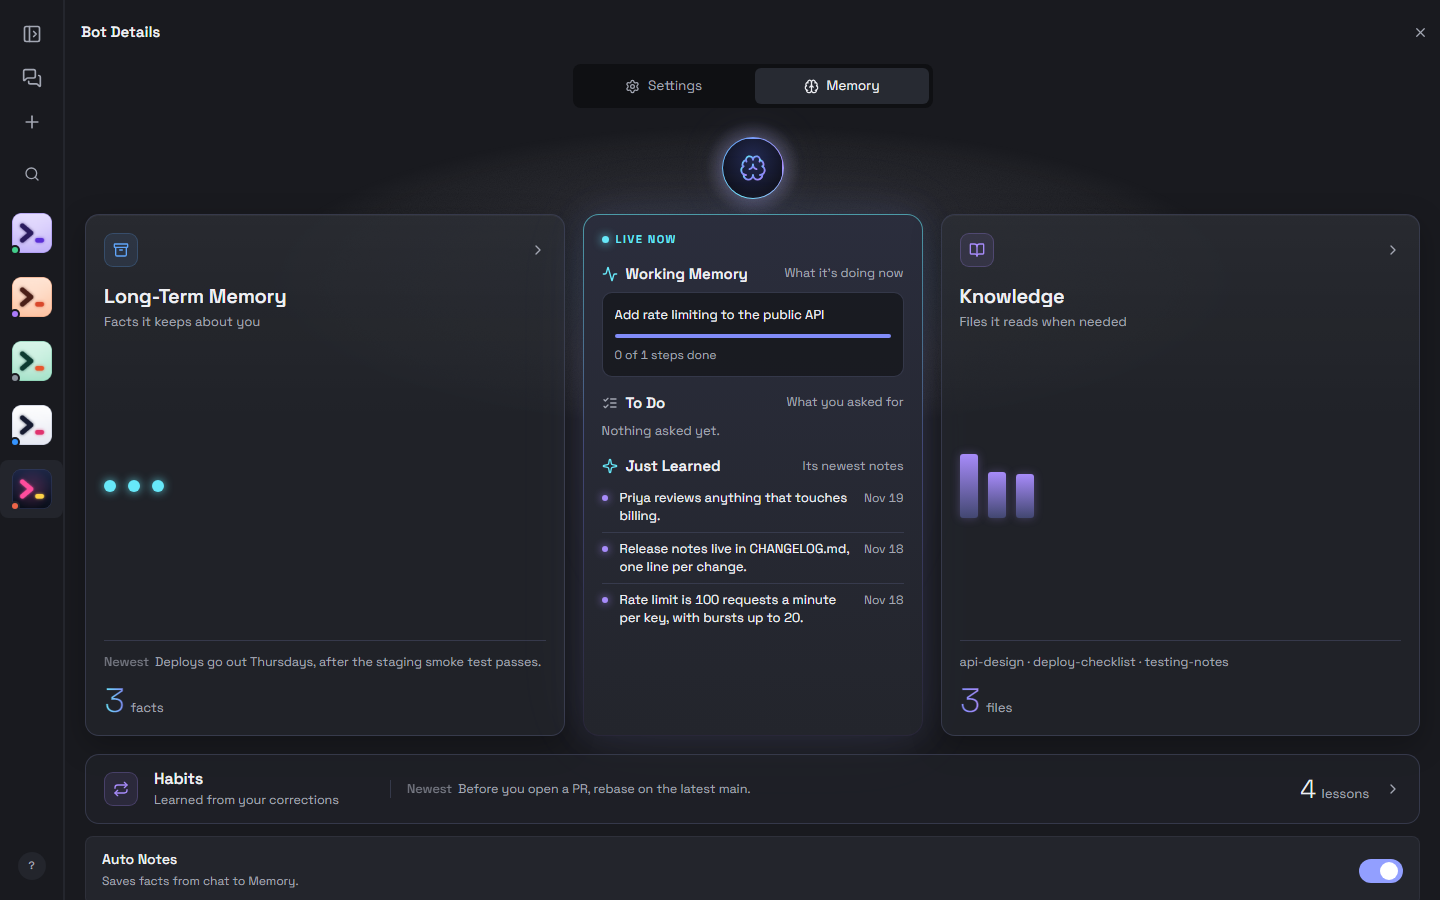 Bot Details
Settings
Memory
Long-Term Memory
Facts it keeps about you
Newest Deploys go out Thursdays, after the staging smoke test passes.
3 facts
LIVE NOW
Working Memory What it's doing now
Add rate limiting to the public API
0 of 1 steps done
To Do What you asked for
Nothing asked yet.
Just Learned Its newest notes
Priya reviews anything that touches Nov 19
billing.
Release notes live in CHANGELOG.md, Nov 18
one line per change.
Rate limit is 100 requests a minute Nov 18
per key, with bursts up to 20.
Knowledge
Files it reads when needed
api-design · deploy-checklist · testing-notes
3 files
Habits
Learned from your corrections
Newest Before you open a PR, rebase on the latest main.
4 lessons
Auto Notes
Saves facts from chat to Memory.
?